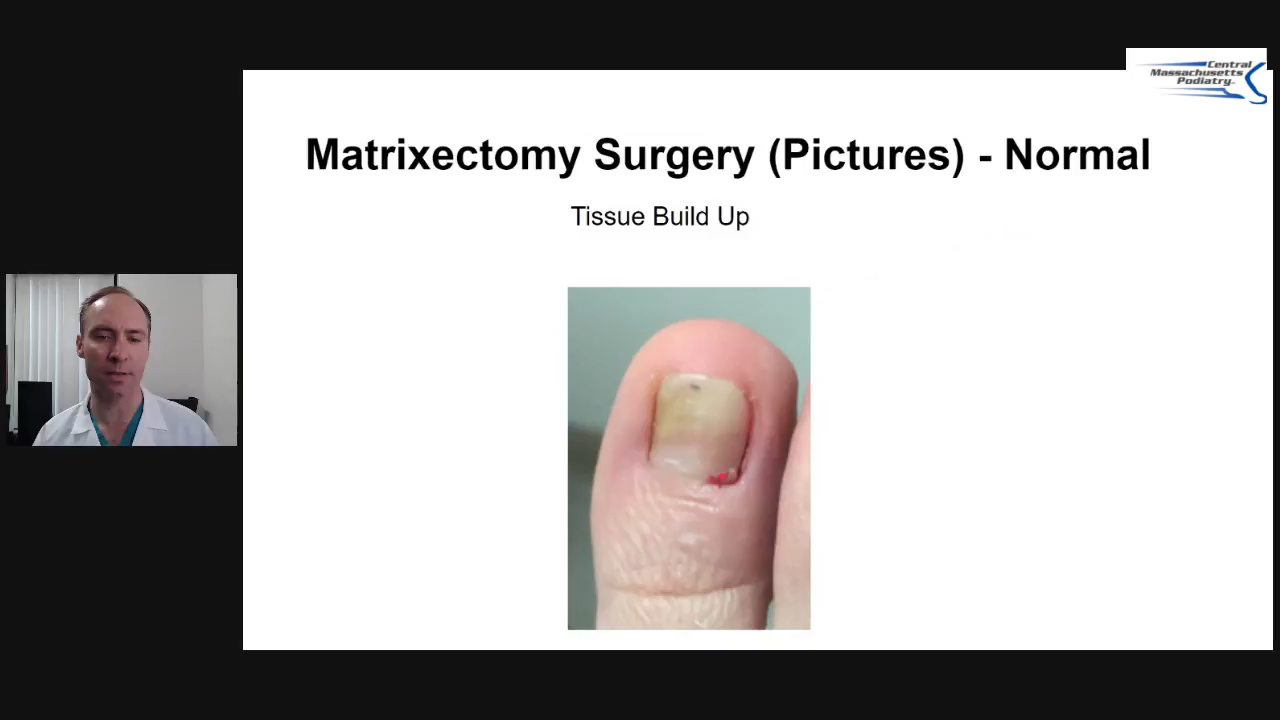 Central
Massachusetts
Podiatry
Matrixectomy Surgery (Pictures) - Normal
Tissue Build Up